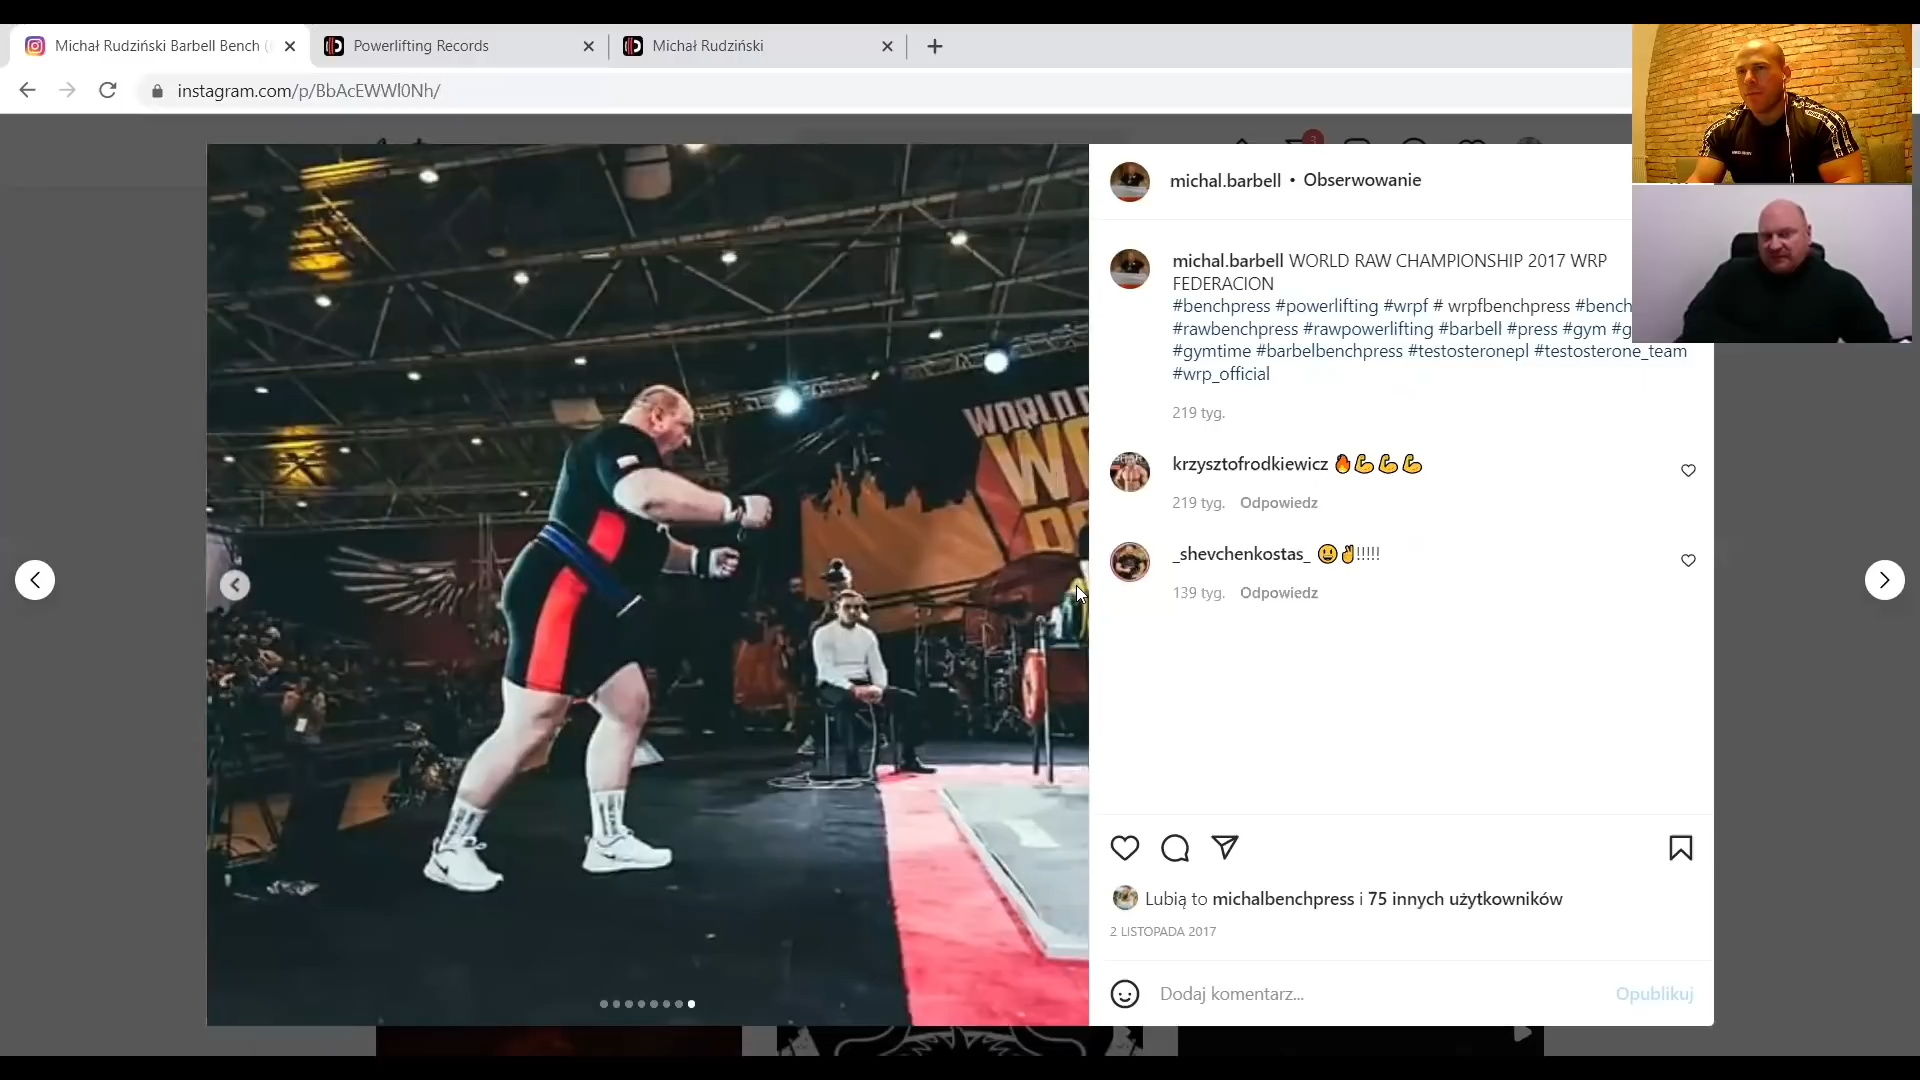 Michał Rudziński Barbell Bench (
Powerlifting Records
Michał Rudziński
instagram.com/p/BbAcEWWl0Nh/
michal.barbell • Obserwowanie
michal.barbell WORLD RAW CHAMPIONSHIP 2017 WRP
FEDERACION
#benchpress #powerlifting #wrpf # wrpfbenchpress #bench
#rawbenchpress #rawpowerlifting #barbell #press #gym #g
#gymtime #barbelbenchpress #testosteronepl #testosterone_team
#wrp_official
219 tyg.
krzysztofrodkiewicz 🔥💪💪💪
219 tyg. Odpowiedz
_shevchenkostas_ 😃✌️!!!!!
139 tyg. Odpowiedz
Lubią to michalbenchpress i 75 innych użytkowników
2 LISTOPADA 2017
Dodaj komentarz...
Opublikuj
WORLD
3